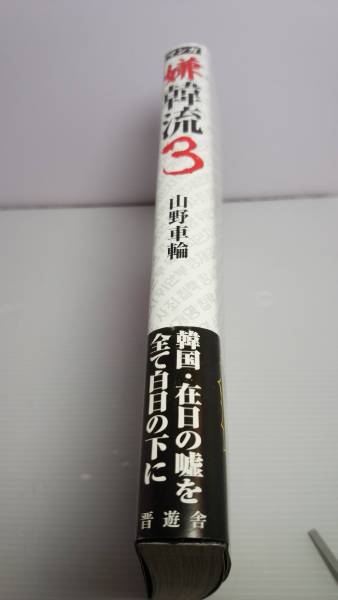 マンガ
嫌韓流3
山野車輪
韓国・在日の嘘を
全て白日の下に
晋遊舎